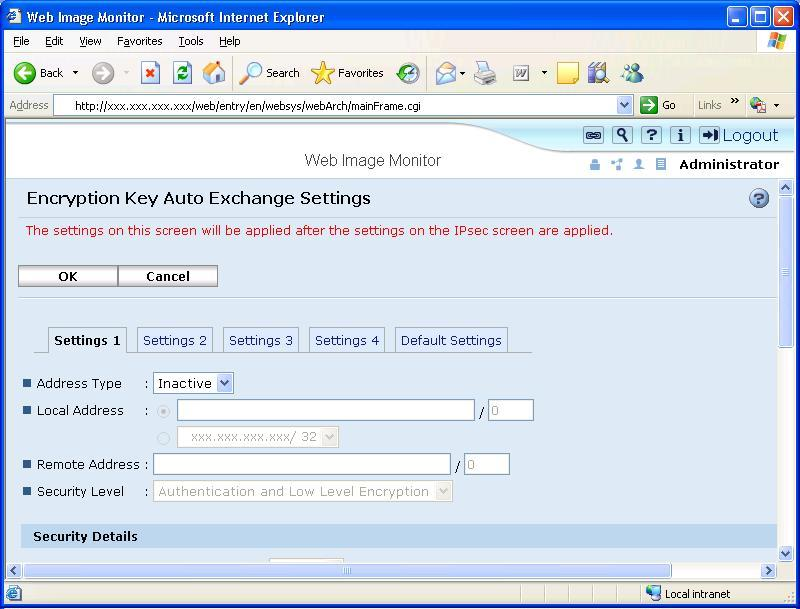 Web Image Monitor - Microsoft Internet Explorer
File Edit View Favorites Tools Help
Back Search Favorites
Address http://xxx.xxx.xxx.xxx/web/entry/en/websys/webArch/mainFrame.cgi Go Links »
? i Logout
Web Image Monitor
Administrator
Encryption Key Auto Exchange Settings ?
The settings on this screen will be applied after the settings on the IPsec screen are applied.
OK Cancel
Settings 1 Settings 2 Settings 3 Settings 4 Default Settings
Address Type : Inactive
Local Address : / 0
xxx.xxx.xxx.xxx/ 32
Remote Address : / 0
Security Level : Authentication and Low Level Encryption
Security Details
Local intranet